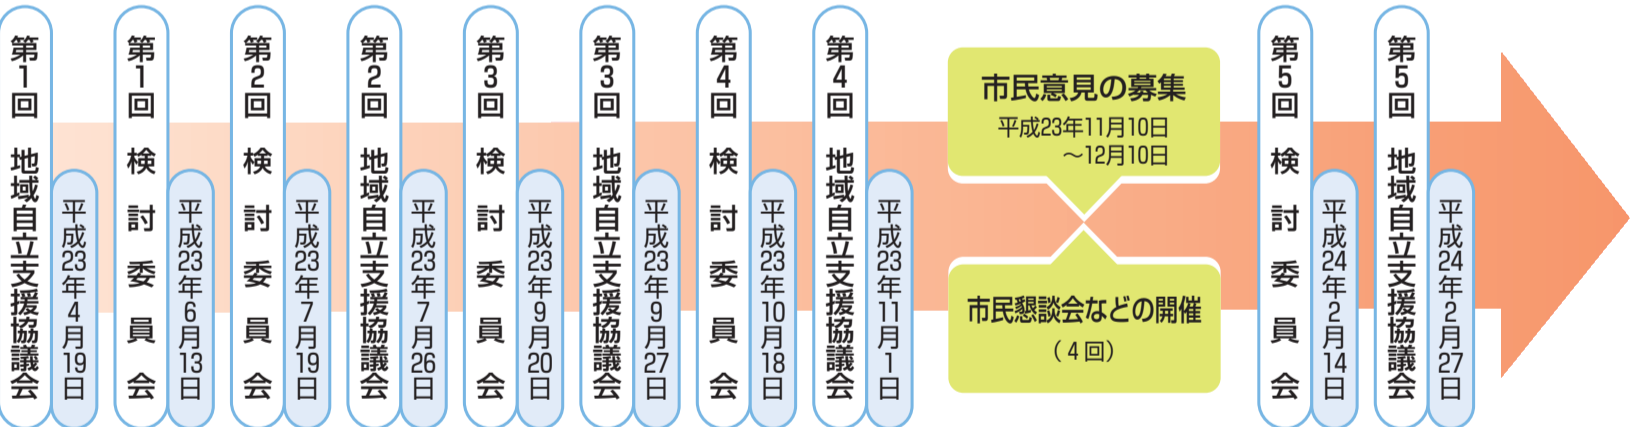 第1回 地域自立支援協議会
平成23年4月19日
第1回 検討委員会
平成23年6月13日
第2回 検討委員会
平成23年7月19日
第2回 地域自立支援協議会
平成23年7月26日
第3回 検討委員会
平成23年9月20日
第3回 地域自立支援協議会
平成23年9月27日
第4回 検討委員会
平成23年10月18日
第4回 地域自立支援協議会
平成23年11月1日
市民意見の募集
平成23年11月10日
～12月10日
市民懇談会などの開催
（4回）
第5回 検討委員会
平成24年2月14日
第5回 地域自立支援協議会
平成24年2月27日